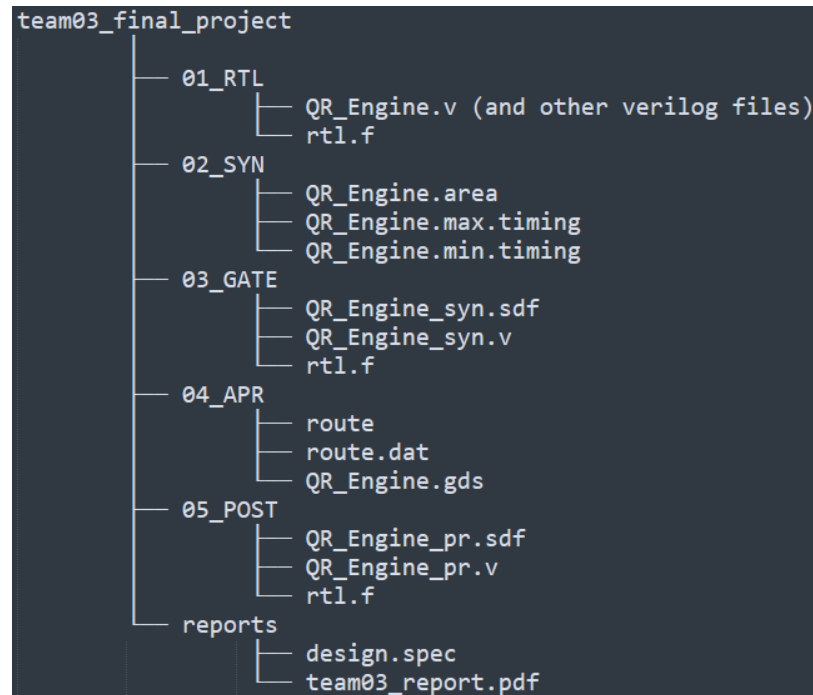 team03_final_project
01_RTL
QR_Engine.v (and other verilog files)
rtl.f
02_SYN
QR_Engine.area
QR_Engine.max.timing
QR_Engine.min.timing
03_GATE
QR_Engine_syn.sdf
QR_Engine_syn.v
rtl.f
04_APR
route
route.dat
QR_Engine.gds
05_POST
QR_Engine_pr.sdf
QR_Engine_pr.v
rtl.f
reports
design.spec
team03_report.pdf